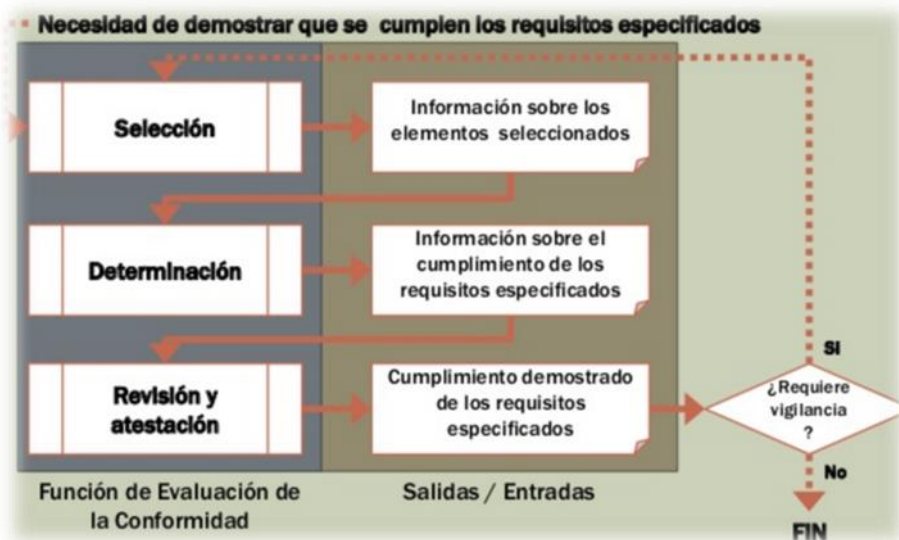 Necesidad de demostrar que se cumplen los requisitos especificados
Selección
Información sobre los
elementos seleccionados
Determinación
Información sobre el
cumplimiento de los
requisitos especificados
Revisión y
atestación
Cumplimiento demostrado
de los requisitos
especificados
SI
¿Requiere
vigilancia
?
No
FIN
Función de Evaluación de
la Conformidad
Salidas / Entradas